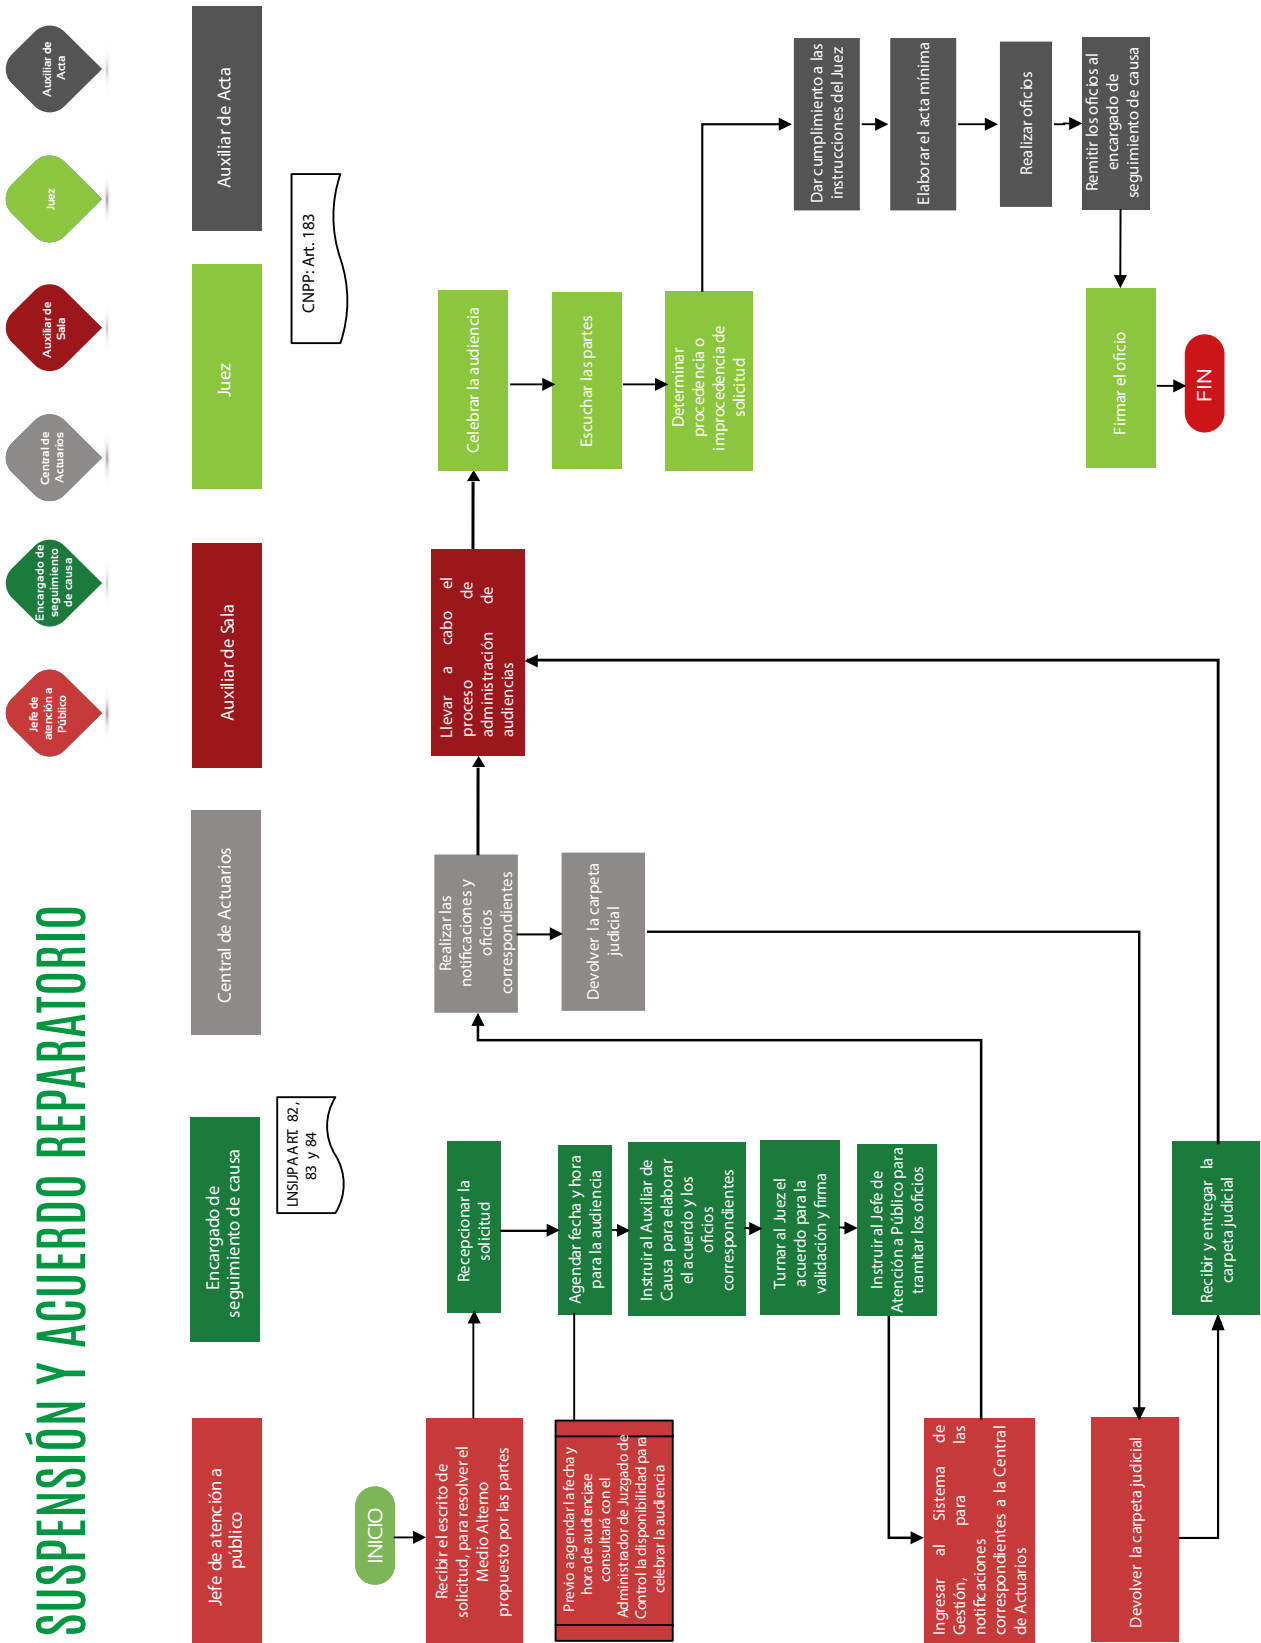 SUSPENSIÓN Y ACUERDO REPARATORIO
Jefe de
atención a
Público
Encargado de
seguimiento
de causa
Central de
Actuarios
Auxiliar de
Sala
Juez
Auxiliar de
Acta
Jefe de atención a
público
Encargado de
seguimiento de causa
Central de Actuarios
Auxiliar de Sala
Juez
Auxiliar de Acta
LNSIJPA ART. 82,
83 y 84
CNPP: Art. 183
INICIO
Recibir el escrito de
solicitud, para resolver el
Medio Alterno
propuesto por las partes
Recepcionar la
solicitud
Previo a agendar la fecha y
hora de audiencia, se
consultará con el
Administrador de Juzgado de
Control la disponibilidad para
celebrar la audiencia
Agendar fecha y hora
para la audiencia
Instruir al Auxiliar de
Causa para elaborar
el acuerdo y los
oficios
correspondientes
Turnar al Juez el
acuerdo para la
validación y firma
Instruir al Jefe de
Atención a Público para
tramitar los oficios
Ingresar al Sistema de
Gestión, para las
notificaciones
correspondientes a la Central
de Actuarios
Realizar las
notificaciones y
oficios
correspondientes
Devolver la carpeta
judicial
Devolver la carpeta judicial
Recibir y entregar la
carpeta judicial
Llevar a cabo el
proceso de
administración de
audiencias
Celebrar la audiencia
Escuchar las partes
Determinar
procedencia o
improcedencia de
solicitud
Dar cumplimiento a las
instrucciones del Juez
Elaborar el acta mínima
Realizar oficios
Remitir los oficios al
encargado de
seguimiento de causa
Firmar el oficio
FIN